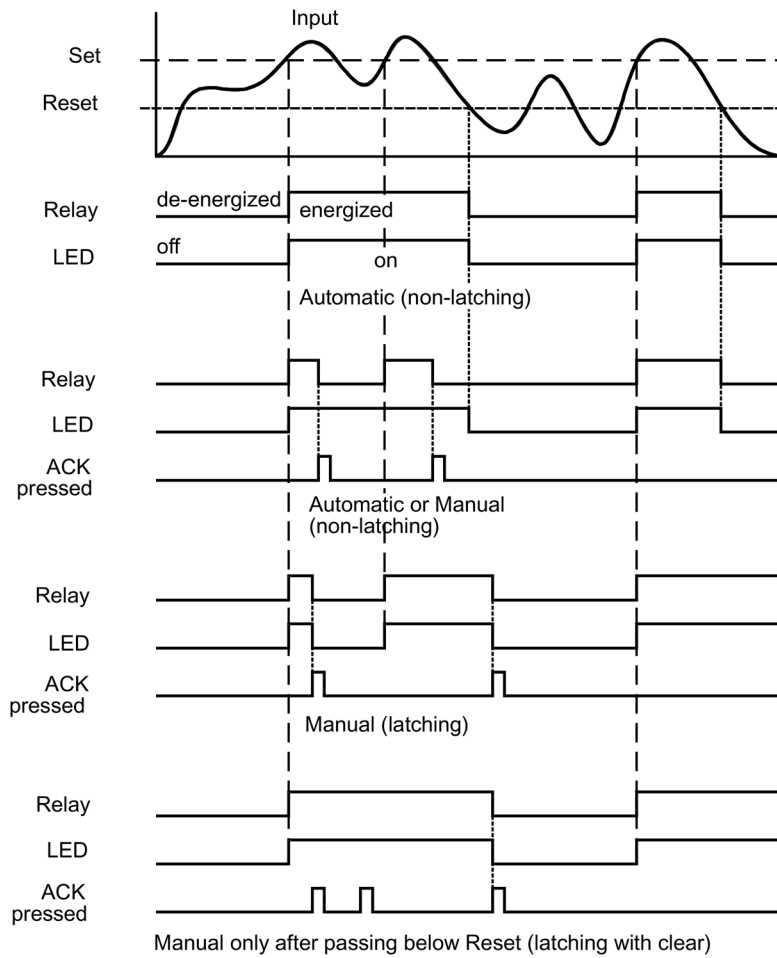 Input
Set
Reset
Relay
de-energized
energized
LED
off
on
Automatic (non-latching)
Relay
LED
ACK
pressed
Automatic or Manual
(non-latching)
Relay
LED
ACK
pressed
Manual (latching)
Relay
LED
ACK
pressed
Manual only after passing below Reset (latching with clear)